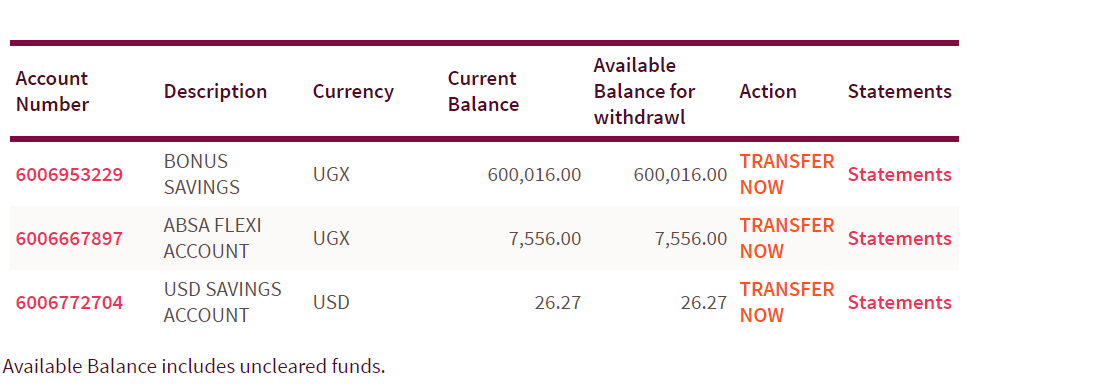 Account Number Description Currency Current Balance Available Balance for withdrawl Action Statements
6006953229 BONUS SAVINGS UGX 600,016.00 600,016.00 TRANSFER NOW Statements
6006667897 ABSA FLEXI ACCOUNT UGX 7,556.00 7,556.00 TRANSFER NOW Statements
6006772704 USD SAVINGS ACCOUNT USD 26.27 26.27 TRANSFER NOW Statements
Available Balance includes uncleared funds.